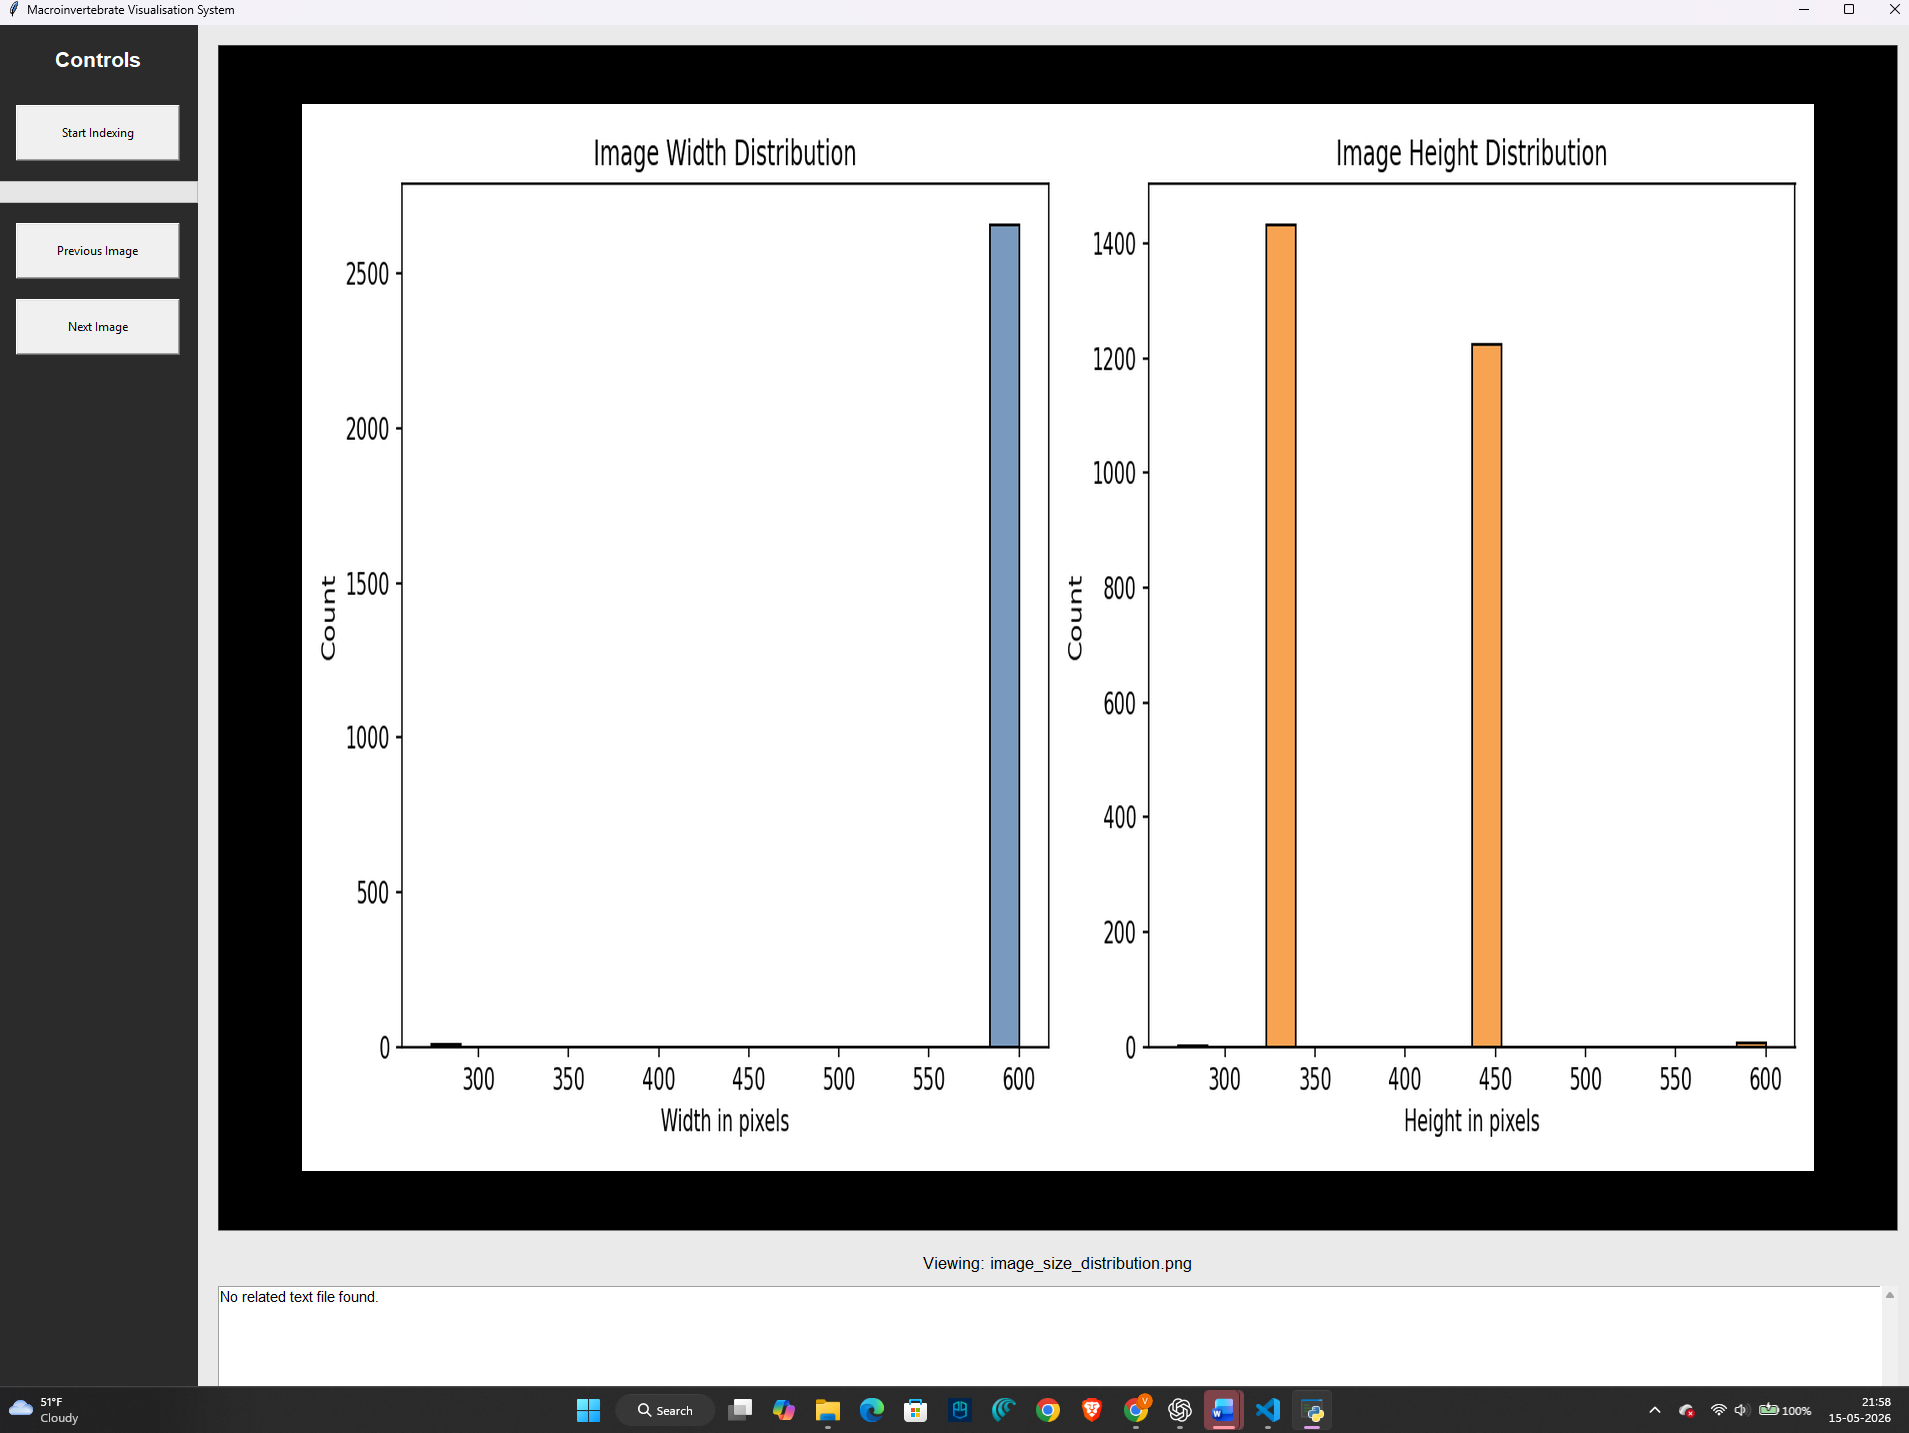 Macroinvertebrate Visualisation System
Controls
Start Indexing
Previous Image
Next Image
Image Width Distribution
2500
2000
1500
1000
500
0
Count
300 350 400 450 500 550 600
Width in pixels
Image Height Distribution
1400
1200
1000
800
600
400
200
0
Count
300 350 400 450 500 550 600
Height in pixels
Viewing: image_size_distribution.png
No related text file found.
51°F
Cloudy
Search
V
W
100%
21:58
15-05-2026